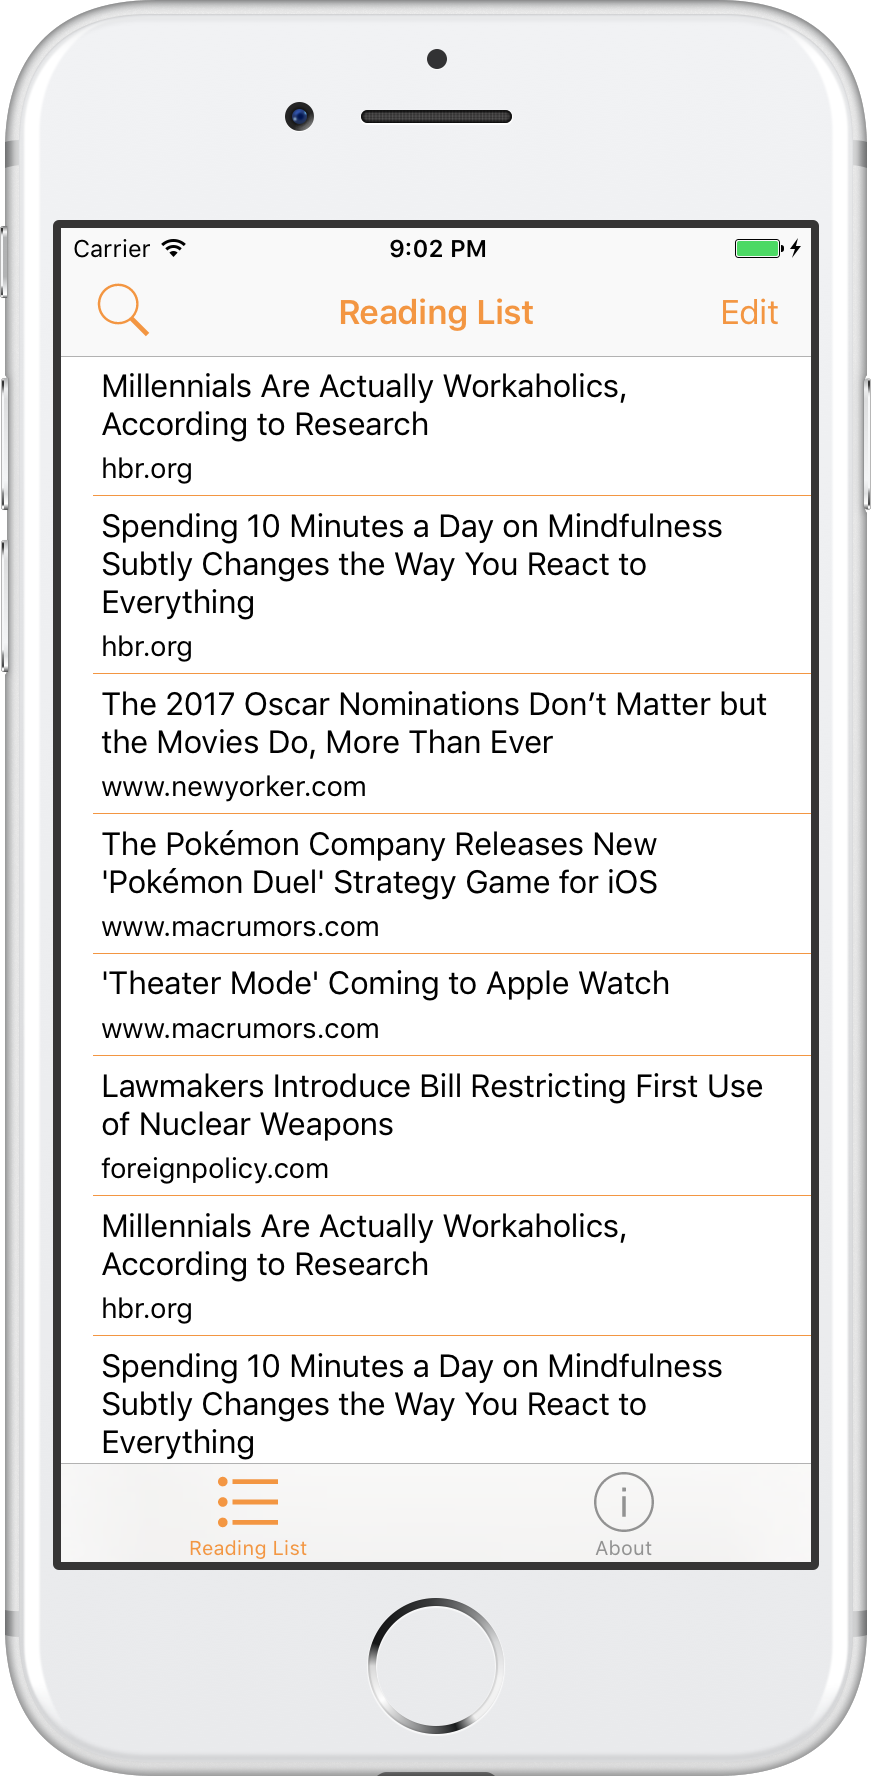 Carrier 9:02 PM
Reading List Edit
Millennials Are Actually Workaholics,
According to Research
hbr.org
Spending 10 Minutes a Day on Mindfulness
Subtly Changes the Way You React to
Everything
hbr.org
The 2017 Oscar Nominations Don’t Matter but
the Movies Do, More Than Ever
www.newyorker.com
The Pokémon Company Releases New
'Pokémon Duel' Strategy Game for iOS
www.macrumors.com
'Theater Mode' Coming to Apple Watch
www.macrumors.com
Lawmakers Introduce Bill Restricting First Use
of Nuclear Weapons
foreignpolicy.com
Millennials Are Actually Workaholics,
According to Research
hbr.org
Spending 10 Minutes a Day on Mindfulness
Subtly Changes the Way You React to
Everything
Reading List About